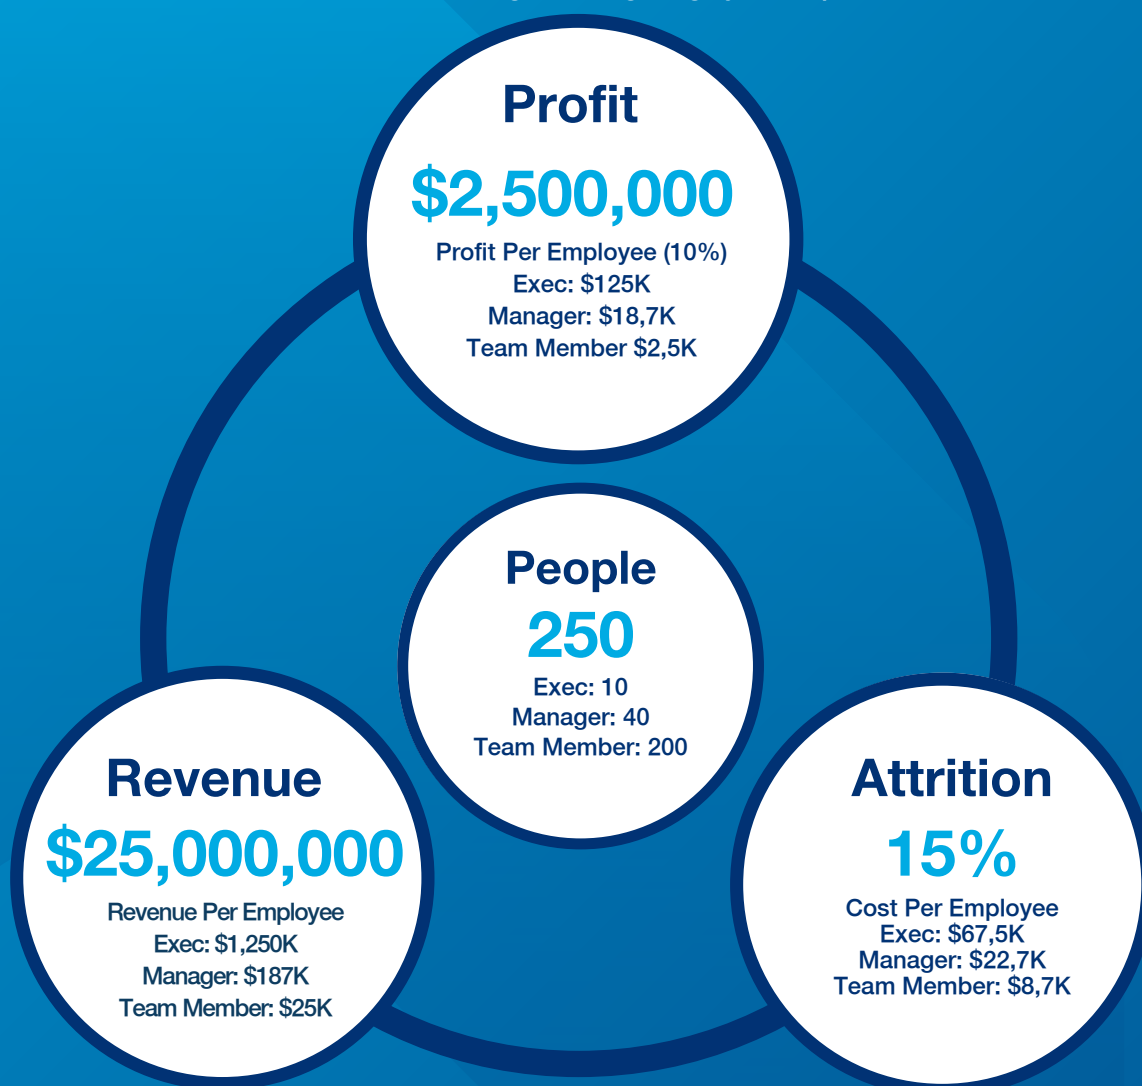 Profit
$2,500,000
Profit Per Employee (10%)
Exec: $125K
Manager: $18,7K
Team Member $2,5K
People
250
Exec: 10
Manager: 40
Team Member: 200
Revenue
$25,000,000
Revenue Per Employee
Exec: $1,250K
Manager: $187K
Team Member: $25K
Attrition
15%
Cost Per Employee
Exec: $67,5K
Manager: $22,7K
Team Member: $8,7K